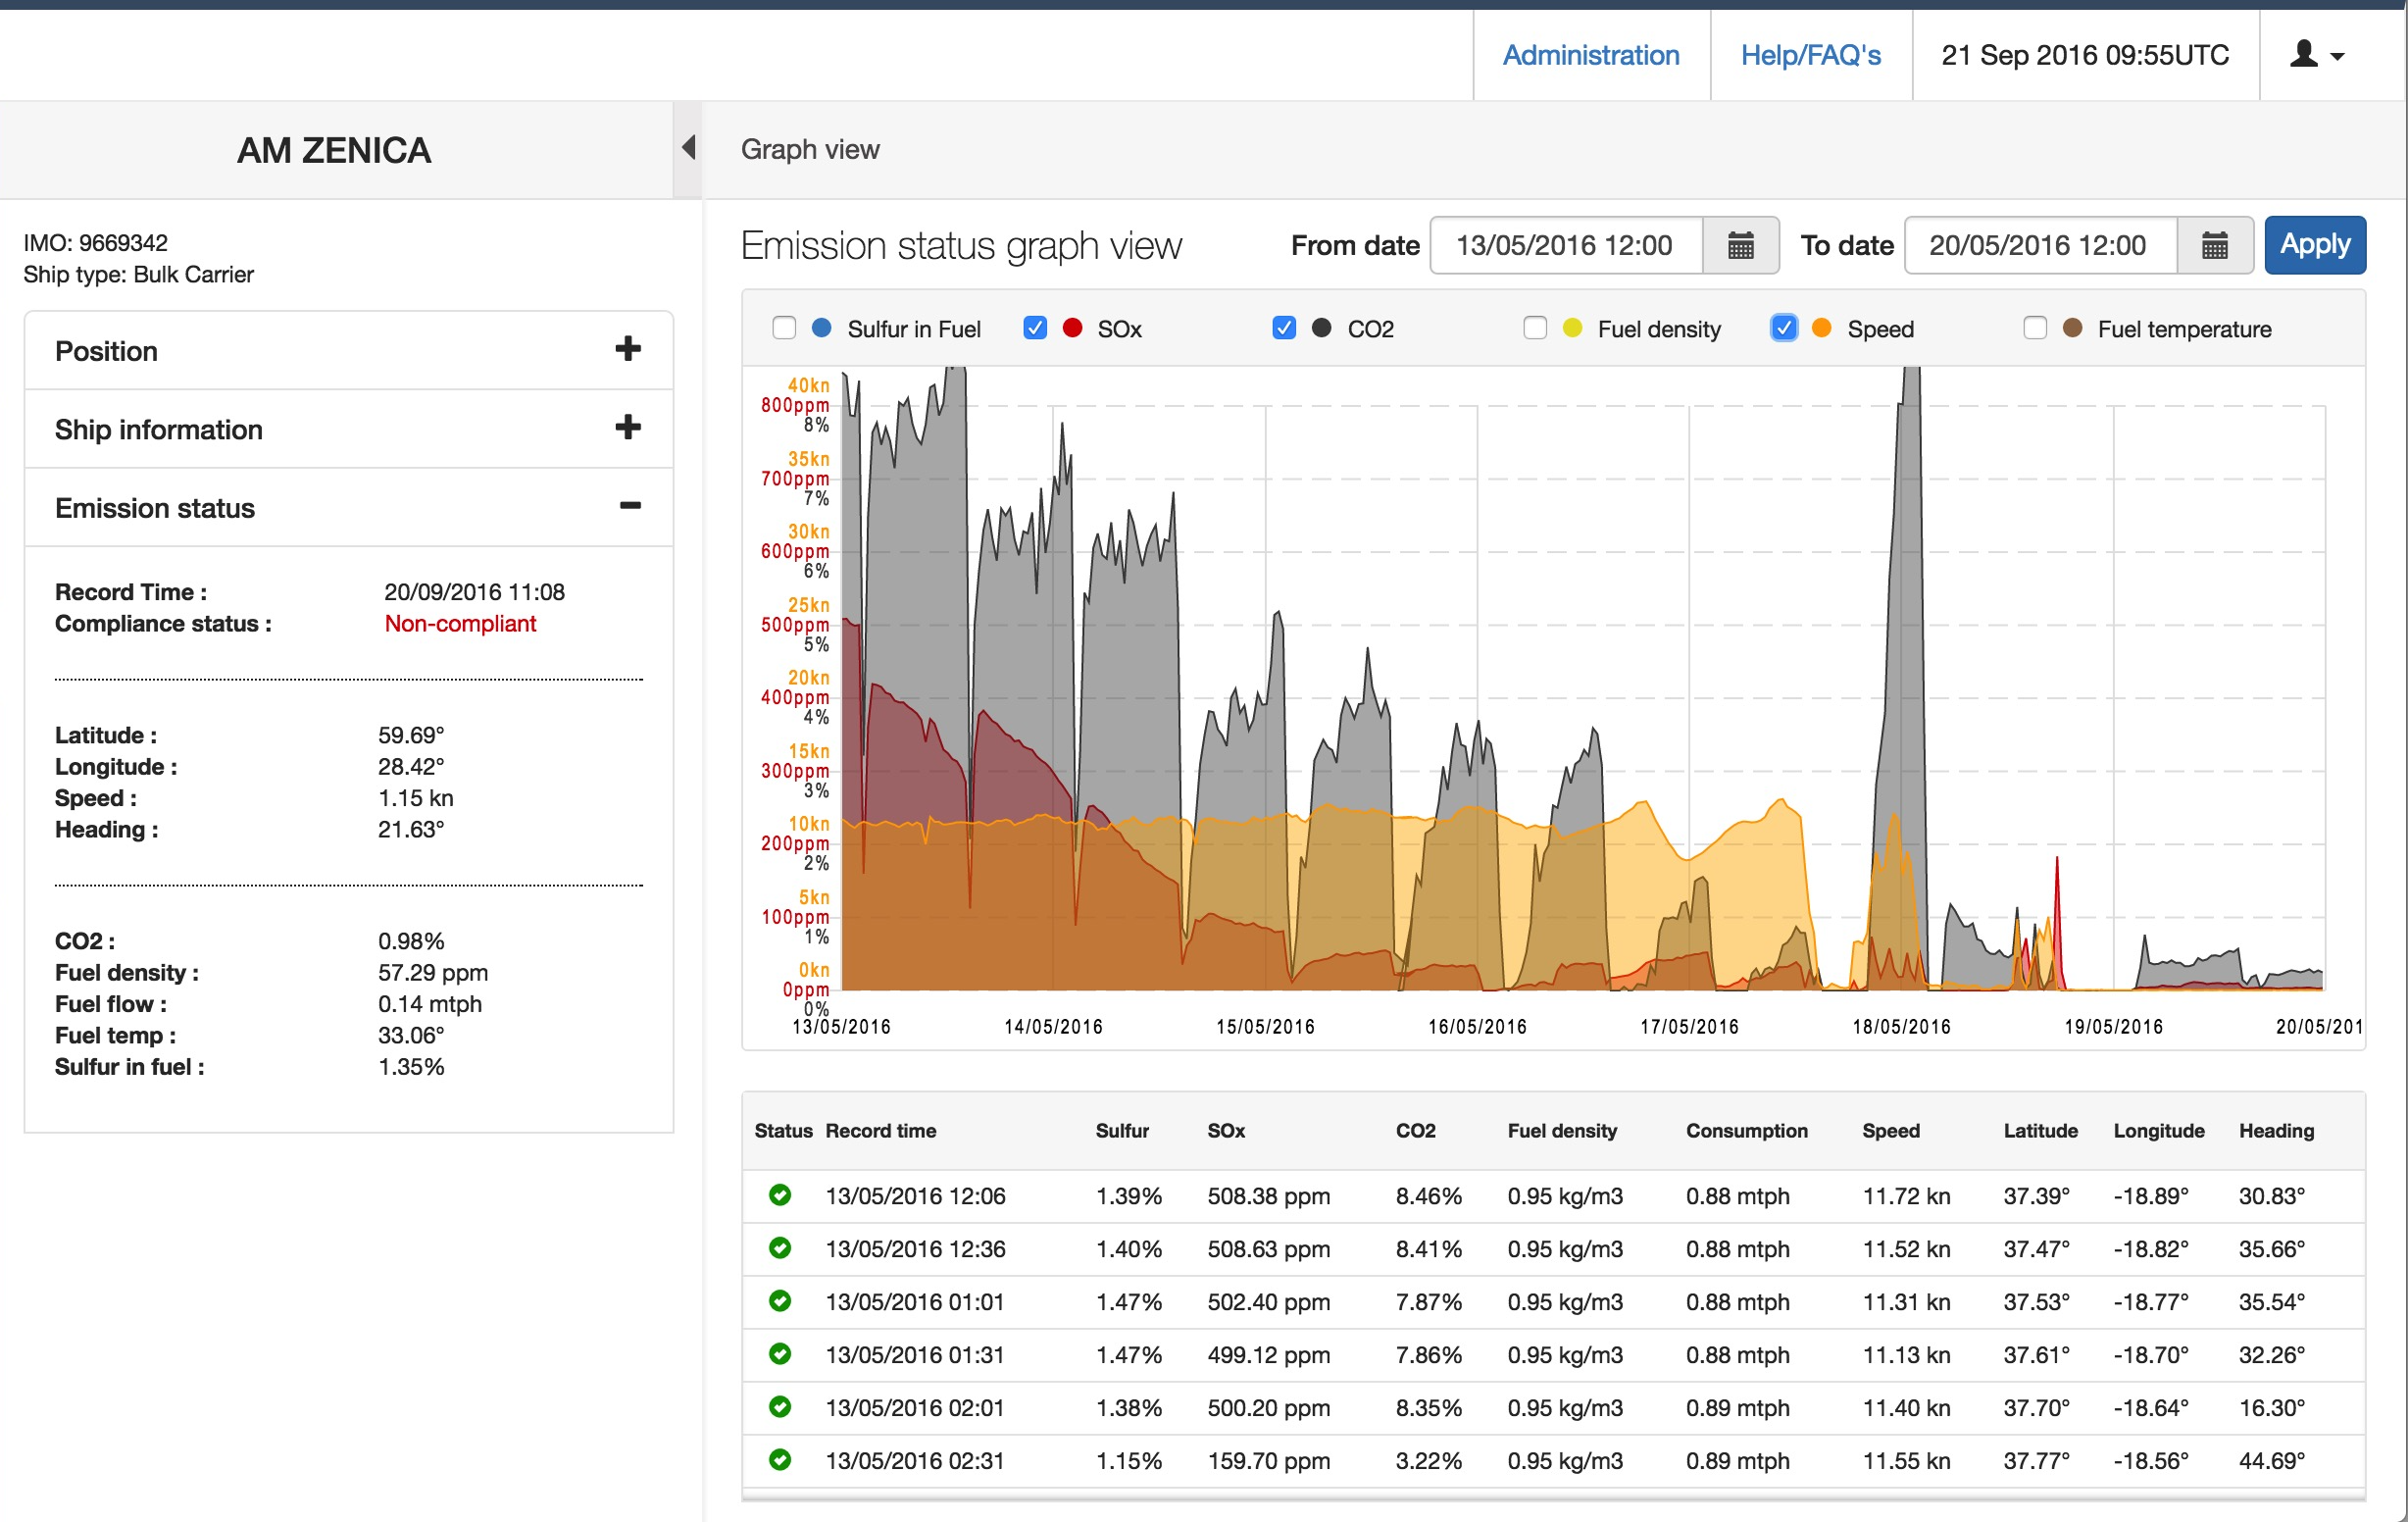 Administration
Help/FAQ's
21 Sep 2016 09:55UTC
AM ZENICA
Graph view
IMO: 9669342
Ship type: Bulk Carrier
Position
Ship information
Emission status
Record Time : 20/09/2016 11:08
Compliance status : Non-compliant
Latitude : 59.69°
Longitude : 28.42°
Speed : 1.15 kn
Heading : 21.63°
CO2 : 0.98%
Fuel density : 57.29 ppm
Fuel flow : 0.14 mtph
Fuel temp : 33.06°
Sulfur in fuel : 1.35%
Emission status graph view
From date 13/05/2016 12:00 To date 20/05/2016 12:00 Apply
Sulfur in Fuel SOx CO2 Fuel density Speed Fuel temperature
40kn
800ppm
8%
35kn
700ppm
7%
30kn
600ppm
6%
25kn
500ppm
5%
20kn
400ppm
4%
15kn
300ppm
3%
10kn
200ppm
2%
5kn
100ppm
1%
0kn
0ppm
0%
13/05/2016 14/05/2016 15/05/2016 16/05/2016 17/05/2016 18/05/2016 19/05/2016 20/05/201
Status Record time Sulfur SOx CO2 Fuel density Consumption Speed Latitude Longitude Heading
13/05/2016 12:06 1.39% 508.38 ppm 8.46% 0.95 kg/m3 0.88 mtph 11.72 kn 37.39° -18.89° 30.83°
13/05/2016 12:36 1.40% 508.63 ppm 8.41% 0.95 kg/m3 0.88 mtph 11.52 kn 37.47° -18.82° 35.66°
13/05/2016 01:01 1.47% 502.40 ppm 7.87% 0.95 kg/m3 0.88 mtph 11.31 kn 37.53° -18.77° 35.54°
13/05/2016 01:31 1.47% 499.12 ppm 7.86% 0.95 kg/m3 0.88 mtph 11.13 kn 37.61° -18.70° 32.26°
13/05/2016 02:01 1.38% 500.20 ppm 8.35% 0.95 kg/m3 0.89 mtph 11.40 kn 37.70° -18.64° 16.30°
13/05/2016 02:31 1.15% 159.70 ppm 3.22% 0.95 kg/m3 0.89 mtph 11.55 kn 37.77° -18.56° 44.69°